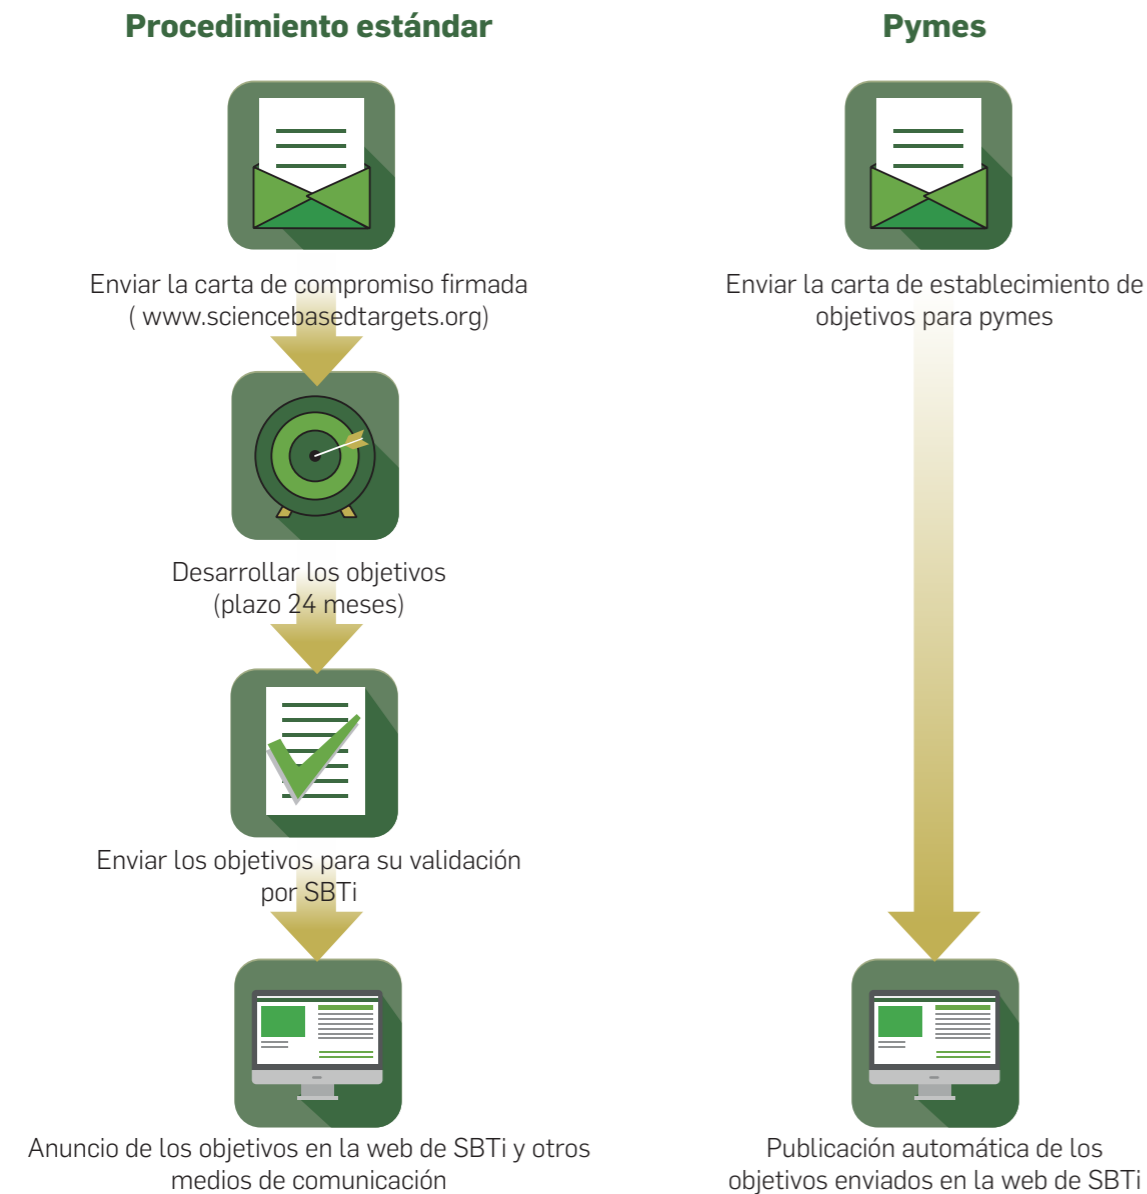 Procedimiento estándar
Enviar la carta de compromiso firmada
( www.sciencebasedtargets.org)
Desarrollar los objetivos
(plazo 24 meses)
Enviar los objetivos para su validación
por SBTi
Anuncio de los objetivos en la web de SBTi y otros
medios de comunicación
Pymes
Enviar la carta de establecimiento de
objetivos para pymes
Publicación automática de los
objetivos enviados en la web de SBTi